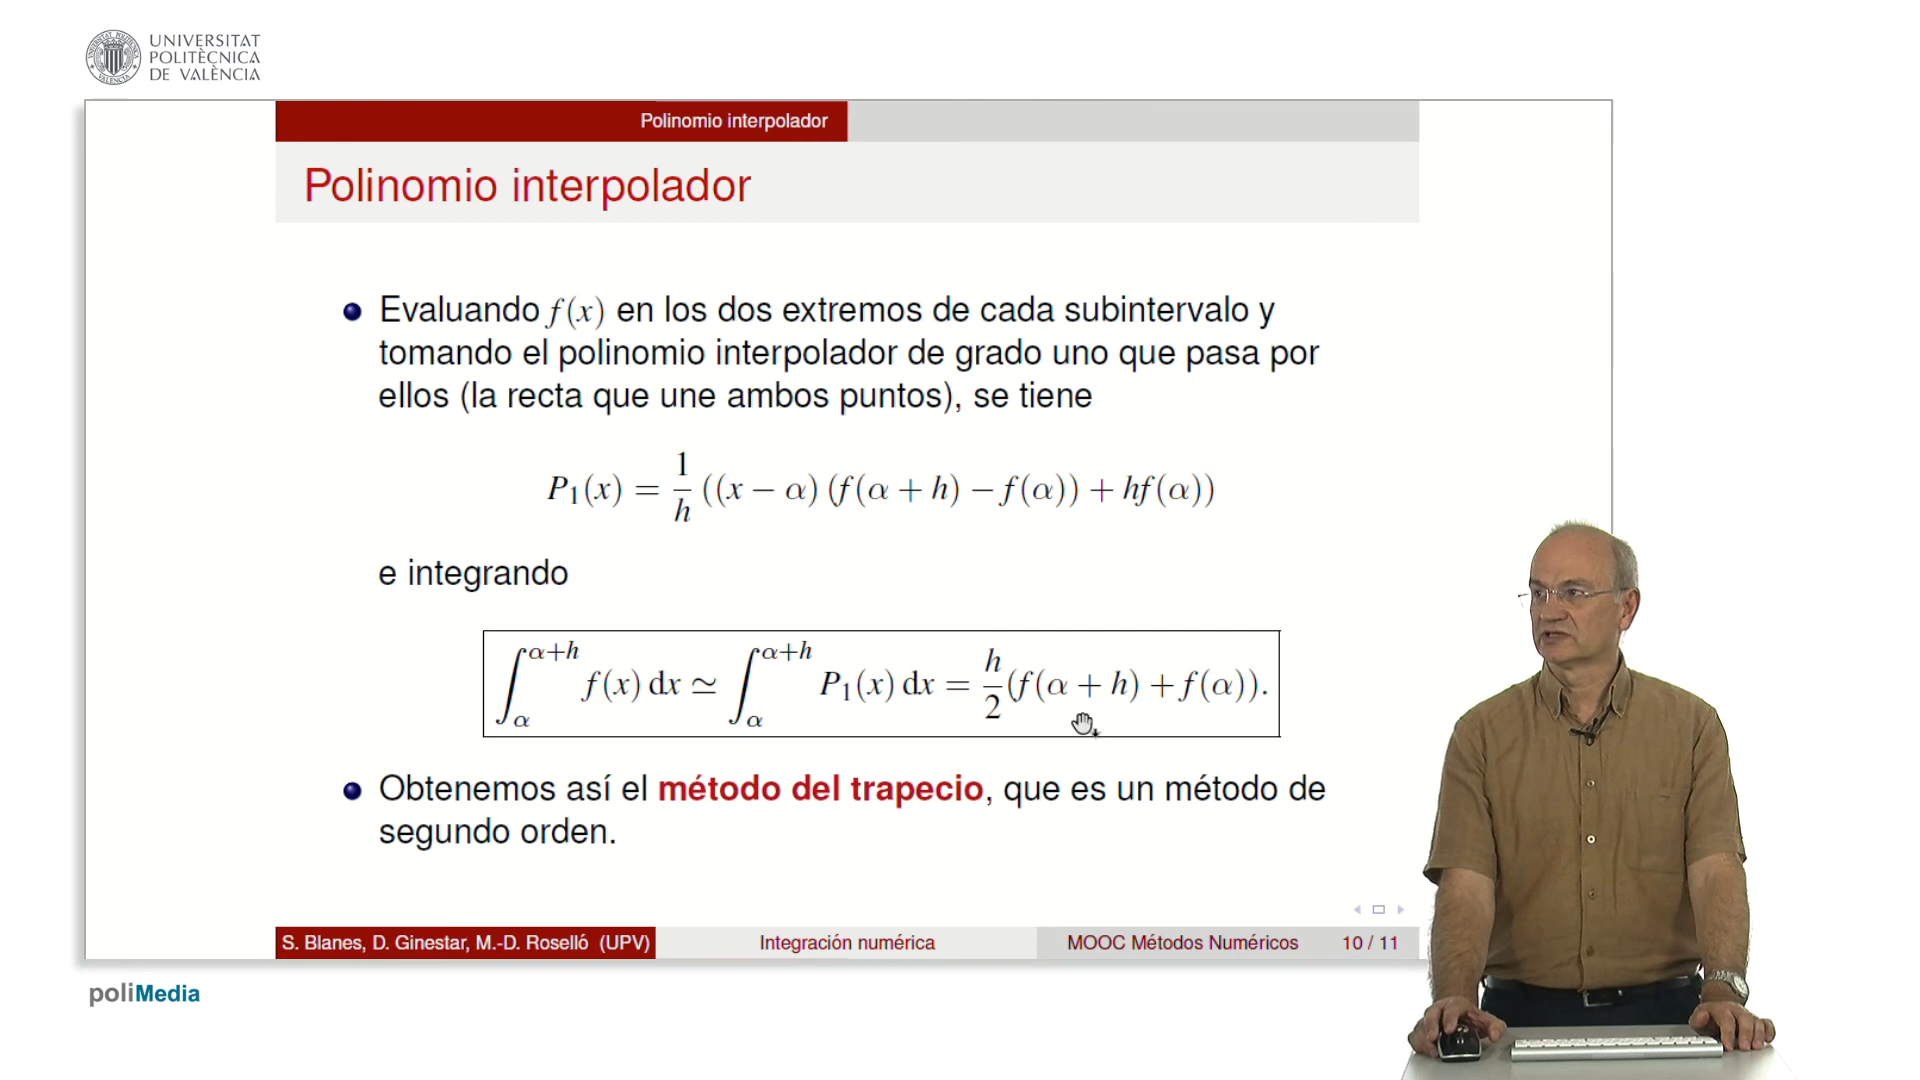 UNIVERSITAT
POLITÈCNICA
DE VALÈNCIA
Polinomio interpolador
Polinomio interpolador
Evaluando f(x) en los dos extremos de cada subintervalo y
tomando el polinomio interpolador de grado uno que pasa por
ellos (la recta que une ambos puntos), se tiene
P₁(x) = 1/h ((x − α) (f(α + h) − f(α)) + hf(α))
e integrando
∫_α^{α+h} f(x) dx ≃ ∫_α^{α+h} P₁(x) dx = h/2 (f(α + h) + f(α)).
Obtenemos así el método del trapecio, que es un método de
segundo orden.
S. Blanes, D. Ginestar, M.-D. Roselló (UPV) Integración numérica MOOC Métodos Numéricos 10 / 11
poliMedia